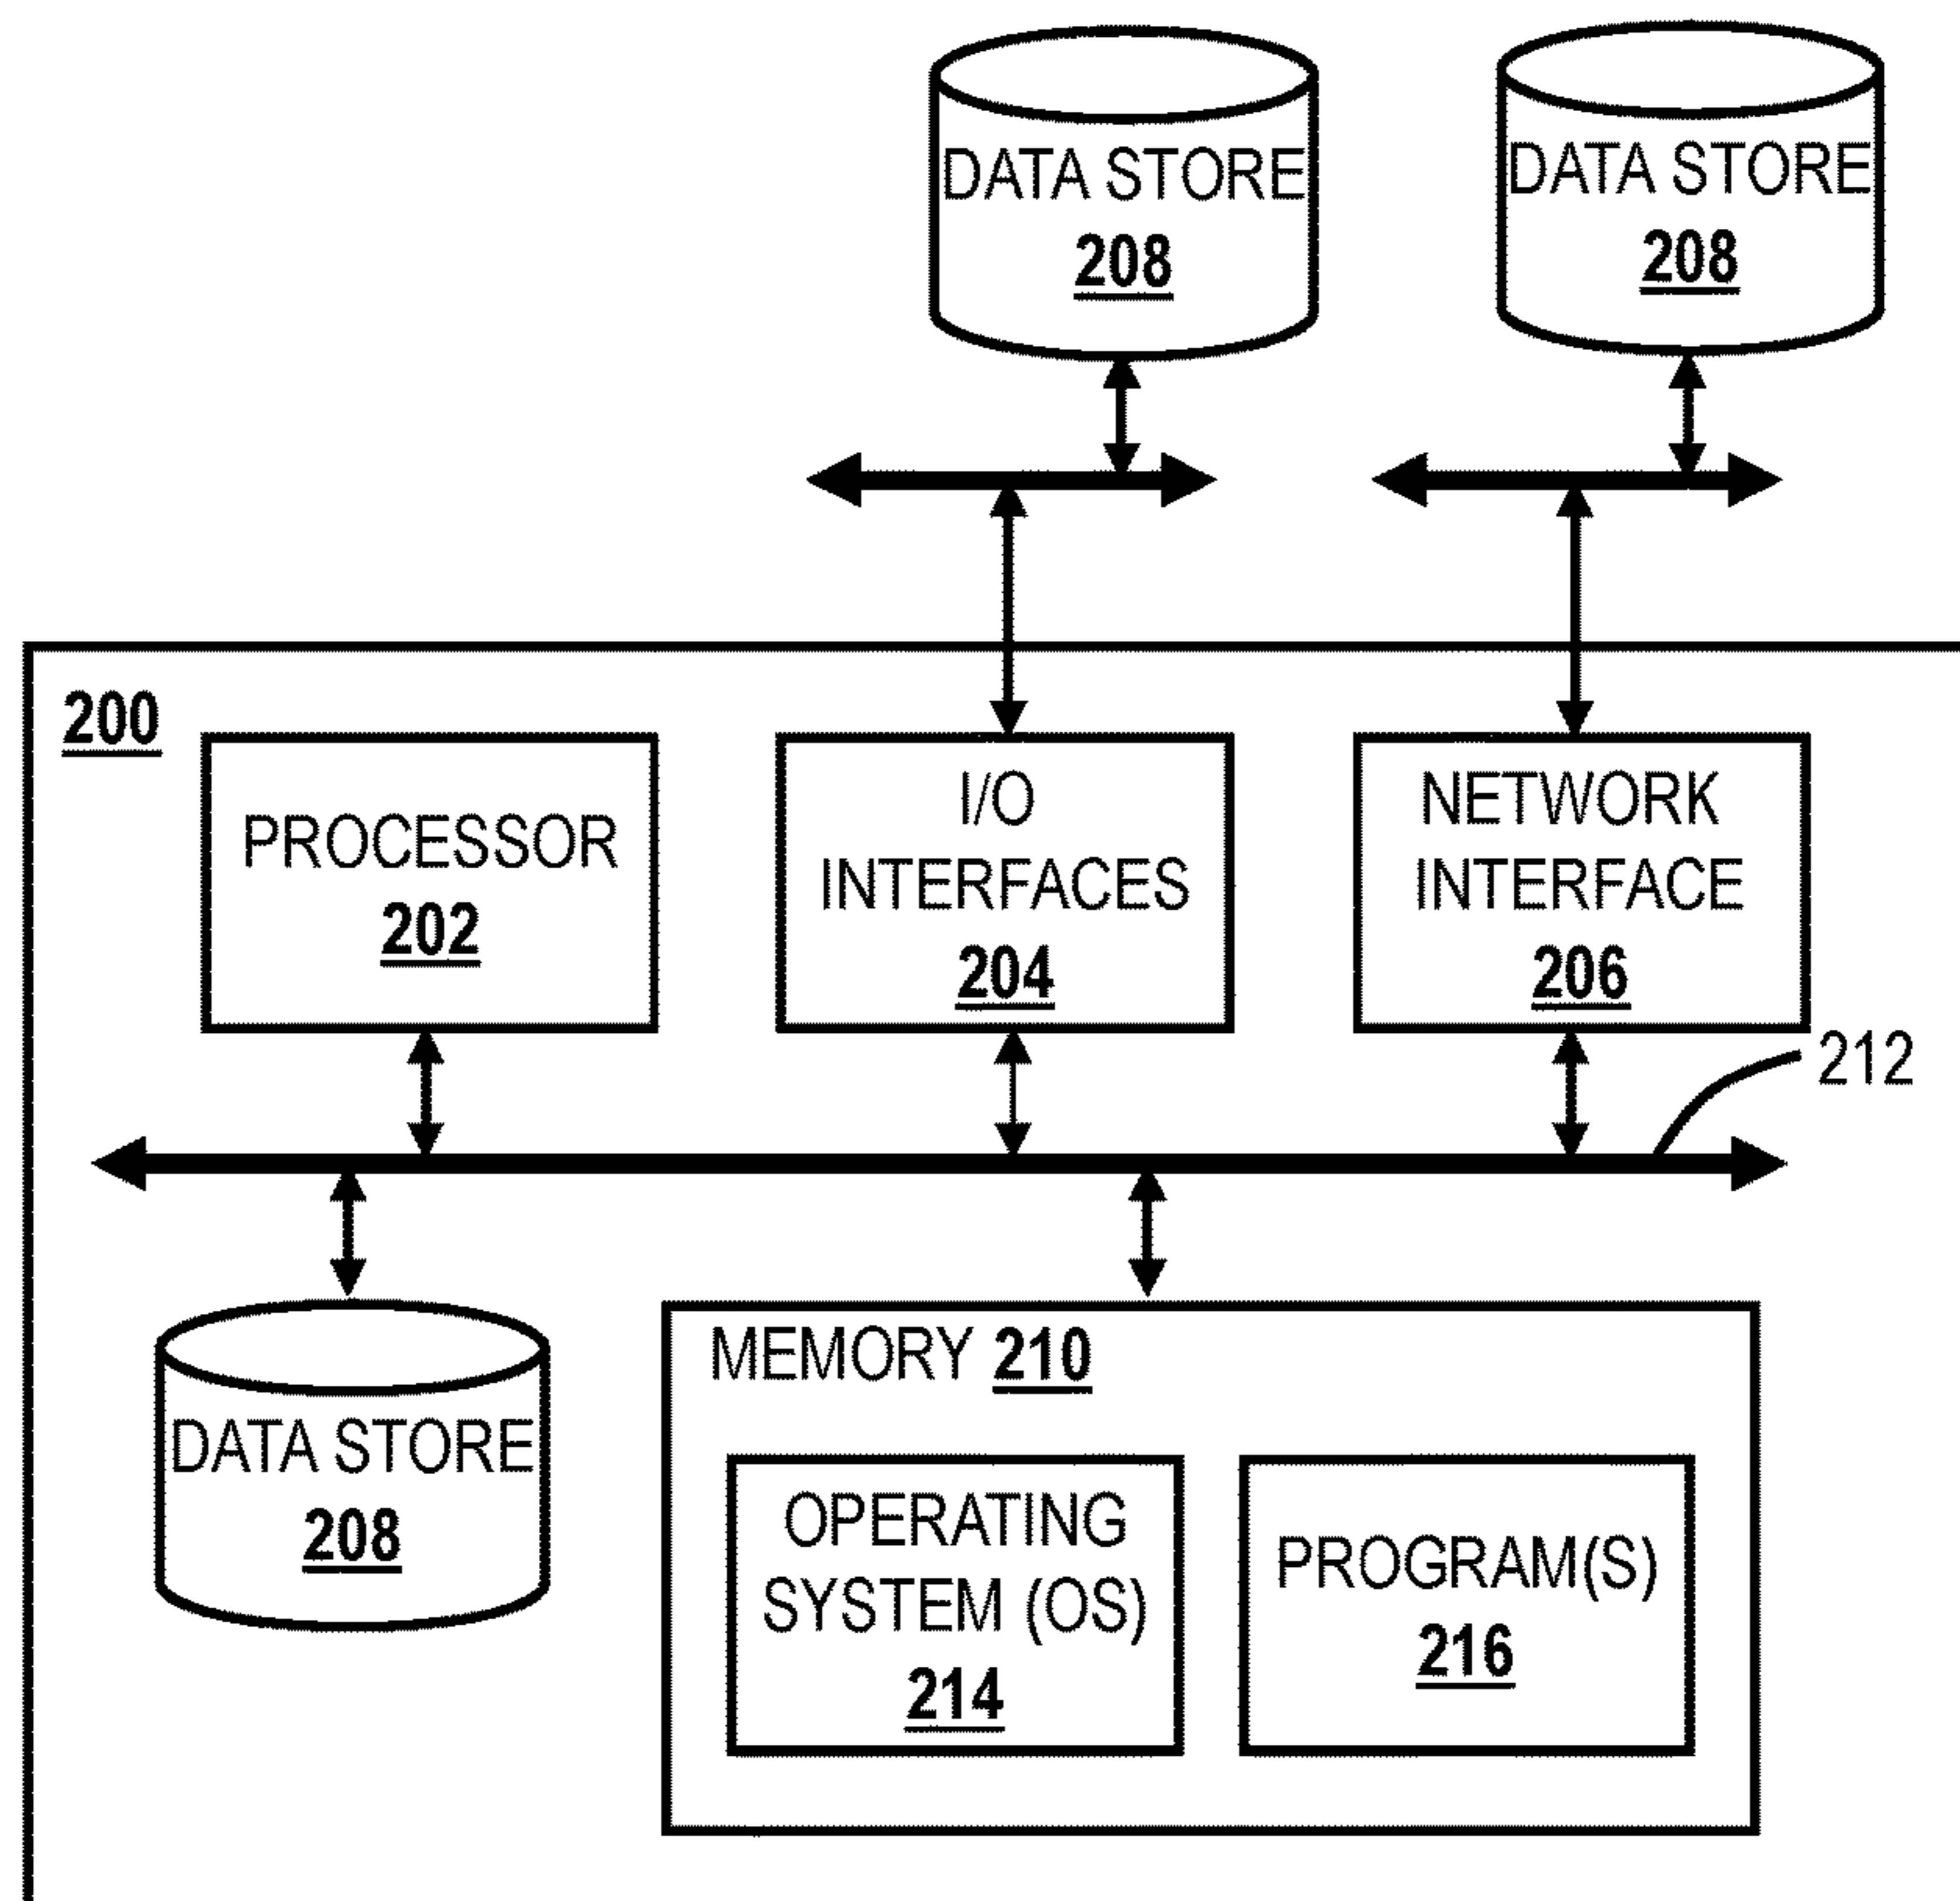 DATA STORE
208
DATA STORE
208
200
PROCESSOR
202
I/O
INTERFACES
204
NETWORK
INTERFACE
206
212
DATA STORE
208
MEMORY 210
OPERATING
SYSTEM (OS)
214
PROGRAM(S)
216